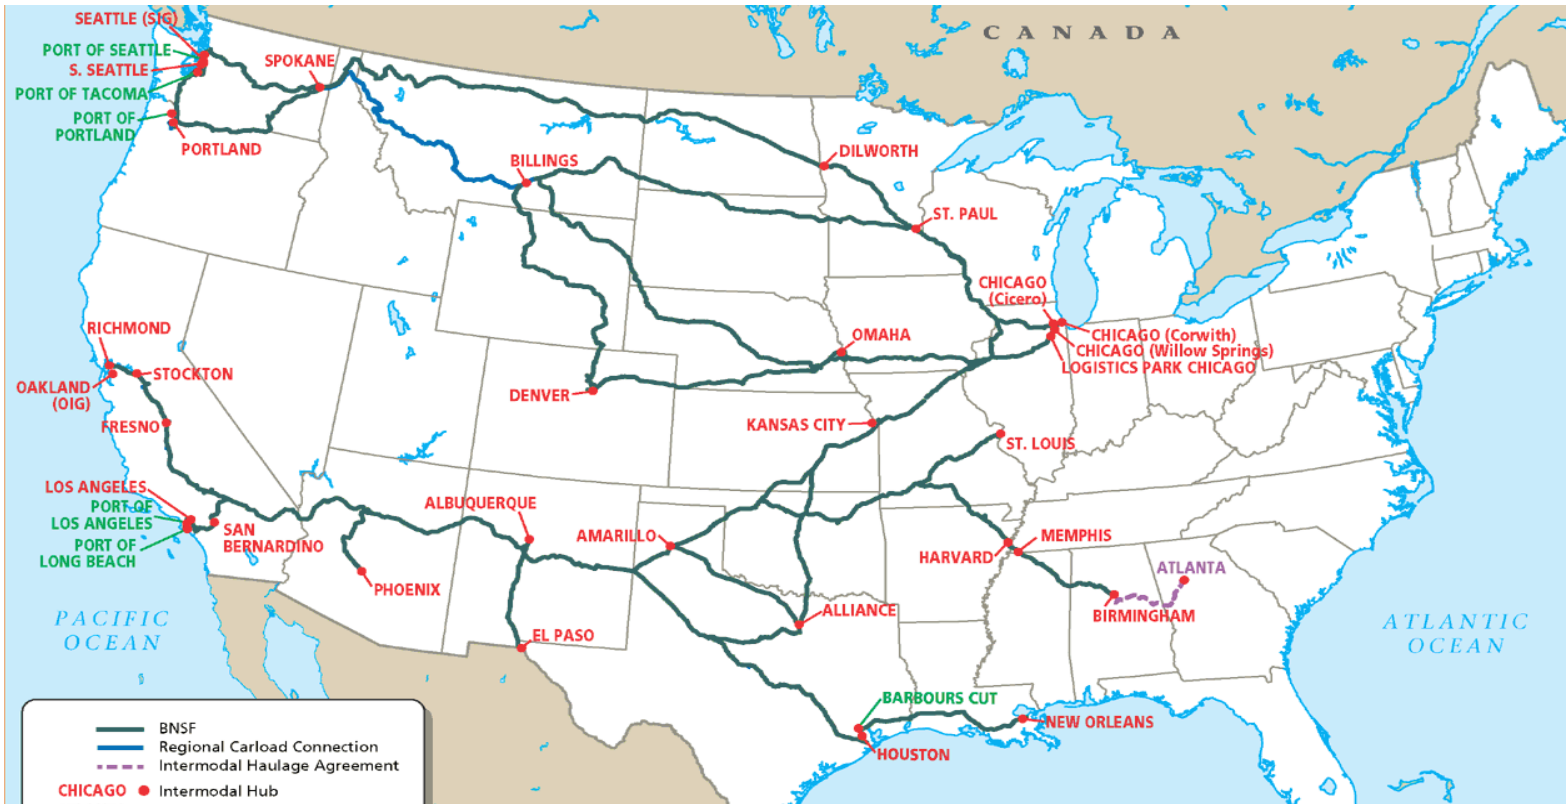 CANADA
SEATTLE (SIG)
PORT OF SEATTLE
S. SEATTLE
PORT OF TACOMA
PORT OF
PORTLAND
PORTLAND
SPOKANE
BILLINGS
DILWORTH
ST. PAUL
CHICAGO
(Cicero)
CHICAGO (Corwith)
CHICAGO (Willow Springs)
LOGISTICS PARK CHICAGO
OMAHA
RICHMOND
OAKLAND
(OIG)
STOCKTON
FRESNO
DENVER
KANSAS CITY
ST. LOUIS
LOS ANGELES
PORT OF
LOS ANGELES
PORT OF
LONG BEACH
SAN
BERNARDINO
PHOENIX
ALBUQUERQUE
AMARILLO
HARVARD
MEMPHIS
ATLANTA
BIRMINGHAM
ALLIANCE
EL PASO
PACIFIC
OCEAN
ATLANTIC
OCEAN
BARBOURS CUT
HOUSTON
NEW ORLEANS
BNSF
Regional Carload Connection
Intermodal Haulage Agreement
CHICAGO Intermodal Hub